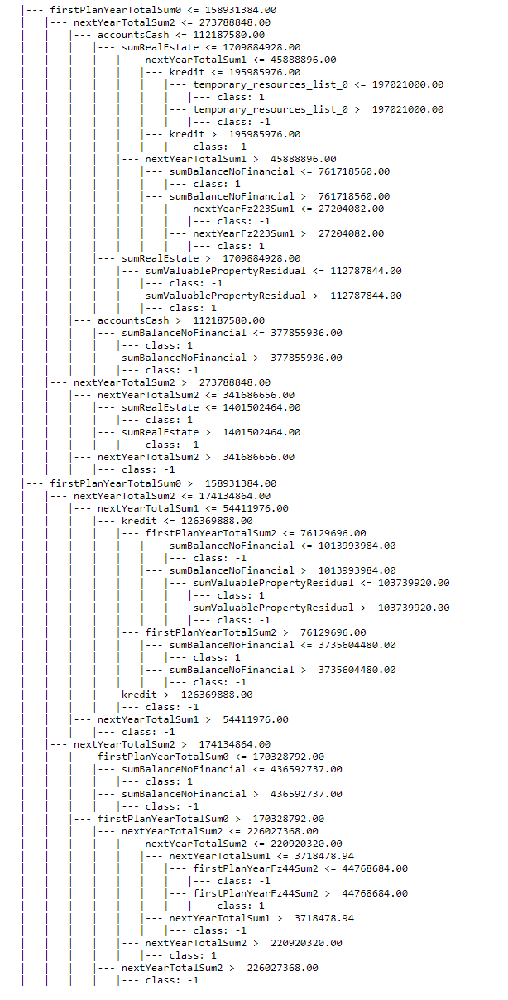 |--- firstPlanYearTotalSum0 <= 158931384.00
|   |--- nextYearTotalSum2 <= 273788848.00
|   |   |--- accountsCash <= 112187580.00
|   |   |   |--- sumRealEstate <= 1709884928.00
|   |   |   |   |--- nextYearTotalSum1 <= 45888896.00
|   |   |   |   |   |--- kredit <= 195985976.00
|   |   |   |   |   |   |--- temporary_resources_list_0 <= 197021000.00
|   |   |   |   |   |   |   |--- class: 1
|   |   |   |   |   |   |--- temporary_resources_list_0 >  197021000.00
|   |   |   |   |   |   |   |--- class: -1
|   |   |   |   |   |--- kredit >  195985976.00
|   |   |   |   |   |   |--- class: -1
|   |   |   |   |--- nextYearTotalSum1 >  45888896.00
|   |   |   |   |   |--- sumBalanceNoFinancial <= 761718560.00
|   |   |   |   |   |   |--- class: 1
|   |   |   |   |   |--- sumBalanceNoFinancial >  761718560.00
|   |   |   |   |   |   |--- nextYearFz223Sum1 <= 27204082.00
|   |   |   |   |   |   |   |--- class: -1
|   |   |   |   |   |   |--- nextYearFz223Sum1 >  27204082.00
|   |   |   |   |   |   |   |--- class: 1
|   |   |   |--- sumRealEstate >  1709884928.00
|   |   |   |   |--- sumValuablePropertyResidual <= 112787844.00
|   |   |   |   |   |--- class: -1
|   |   |   |   |--- sumValuablePropertyResidual >  112787844.00
|   |   |   |   |   |--- class: 1
|   |   |--- accountsCash >  112187580.00
|   |   |   |--- sumBalanceNoFinancial <= 377855936.00
|   |   |   |   |--- class: 1
|   |   |   |--- sumBalanceNoFinancial >  377855936.00
|   |   |   |   |--- class: -1
|   |--- nextYearTotalSum2 >  273788848.00
|   |   |--- nextYearTotalSum2 <= 341686656.00
|   |   |   |--- sumRealEstate <= 1401502464.00
|   |   |   |   |--- class: 1
|   |   |   |--- sumRealEstate >  1401502464.00
|   |   |   |   |--- class: -1
|   |   |--- nextYearTotalSum2 >  341686656.00
|   |   |   |--- class: -1
|--- firstPlanYearTotalSum0 >  158931384.00
|   |--- nextYearTotalSum2 <= 174134864.00
|   |   |--- nextYearTotalSum1 <= 54411976.00
|   |   |   |--- kredit <= 126369888.00
|   |   |   |   |--- firstPlanYearTotalSum2 <= 76129696.00
|   |   |   |   |   |--- sumBalanceNoFinancial <= 1013993984.00
|   |   |   |   |   |   |--- class: -1
|   |   |   |   |   |--- sumBalanceNoFinancial >  1013993984.00
|   |   |   |   |   |   |--- sumValuablePropertyResidual <= 103739920.00
|   |   |   |   |   |   |   |--- class: 1
|   |   |   |   |   |   |--- sumValuablePropertyResidual >  103739920.00
|   |   |   |   |   |   |   |--- class: -1
|   |   |   |   |--- firstPlanYearTotalSum2 >  76129696.00
|   |   |   |   |   |--- sumBalanceNoFinancial <= 3735604480.00
|   |   |   |   |   |   |--- class: 1
|   |   |   |   |   |--- sumBalanceNoFinancial >  3735604480.00
|   |   |   |   |   |   |--- class: -1
|   |   |   |--- kredit >  126369888.00
|   |   |   |   |--- class: -1
|   |   |--- nextYearTotalSum1 >  54411976.00
|   |   |   |--- class: -1
|   |--- nextYearTotalSum2 >  174134864.00
|   |   |--- firstPlanYearTotalSum0 <= 170328792.00
|   |   |   |--- sumBalanceNoFinancial <= 436592737.00
|   |   |   |   |--- class: 1
|   |   |   |--- sumBalanceNoFinancial >  436592737.00
|   |   |   |   |--- class: -1
|   |   |--- firstPlanYearTotalSum0 >  170328792.00
|   |   |   |--- nextYearTotalSum2 <= 226027368.00
|   |   |   |   |--- nextYearTotalSum2 <= 220920320.00
|   |   |   |   |   |--- nextYearTotalSum1 <= 3718478.94
|   |   |   |   |   |   |--- firstPlanYearFz44Sum2 <= 44768684.00
|   |   |   |   |   |   |   |--- class: -1
|   |   |   |   |   |   |--- firstPlanYearFz44Sum2 >  44768684.00
|   |   |   |   |   |   |   |--- class: 1
|   |   |   |   |   |--- nextYearTotalSum1 >  3718478.94
|   |   |   |   |   |   |--- class: -1
|   |   |   |   |--- nextYearTotalSum2 >  220920320.00
|   |   |   |   |   |--- class: 1
|   |   |   |--- nextYearTotalSum2 >  226027368.00
|   |   |   |   |--- class: -1